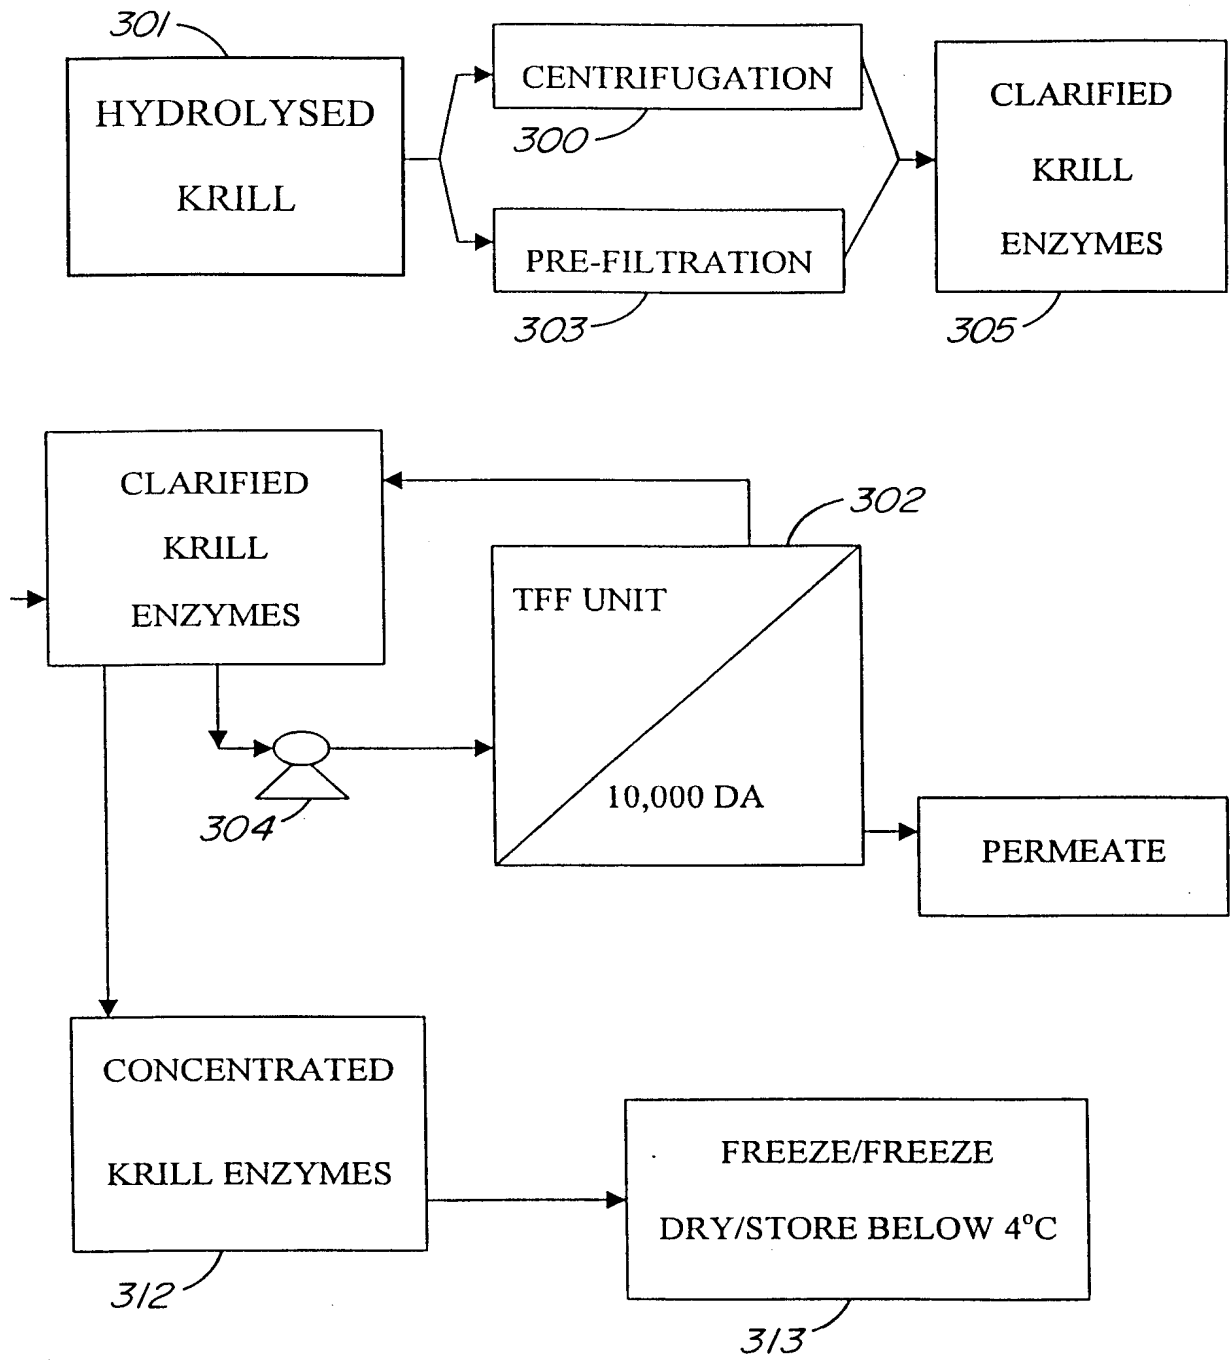 301
HYDROLYSED
KRILL
CENTRIFUGATION
300
PRE-FILTRATION
303
CLARIFIED
KRILL
ENZYMES
305
CLARIFIED
KRILL
ENZYMES
302
TFF UNIT
10,000 DA
304
PERMEATE
CONCENTRATED
KRILL ENZYMES
312
FREEZE/FREEZE
DRY/STORE BELOW 4°C
313